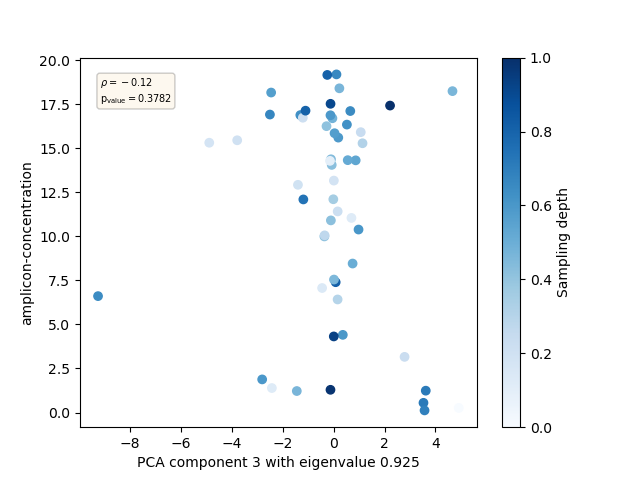 ρ = −0.12
p_value = 0.3782
20.0
17.5
15.0
12.5
10.0
7.5
5.0
2.5
0.0
amplicon-concentration
−8 −6 −4 −2 0 2 4
PCA component 3 with eigenvalue 0.925
1.0
0.8
0.6
0.4
0.2
0.0
Sampling depth